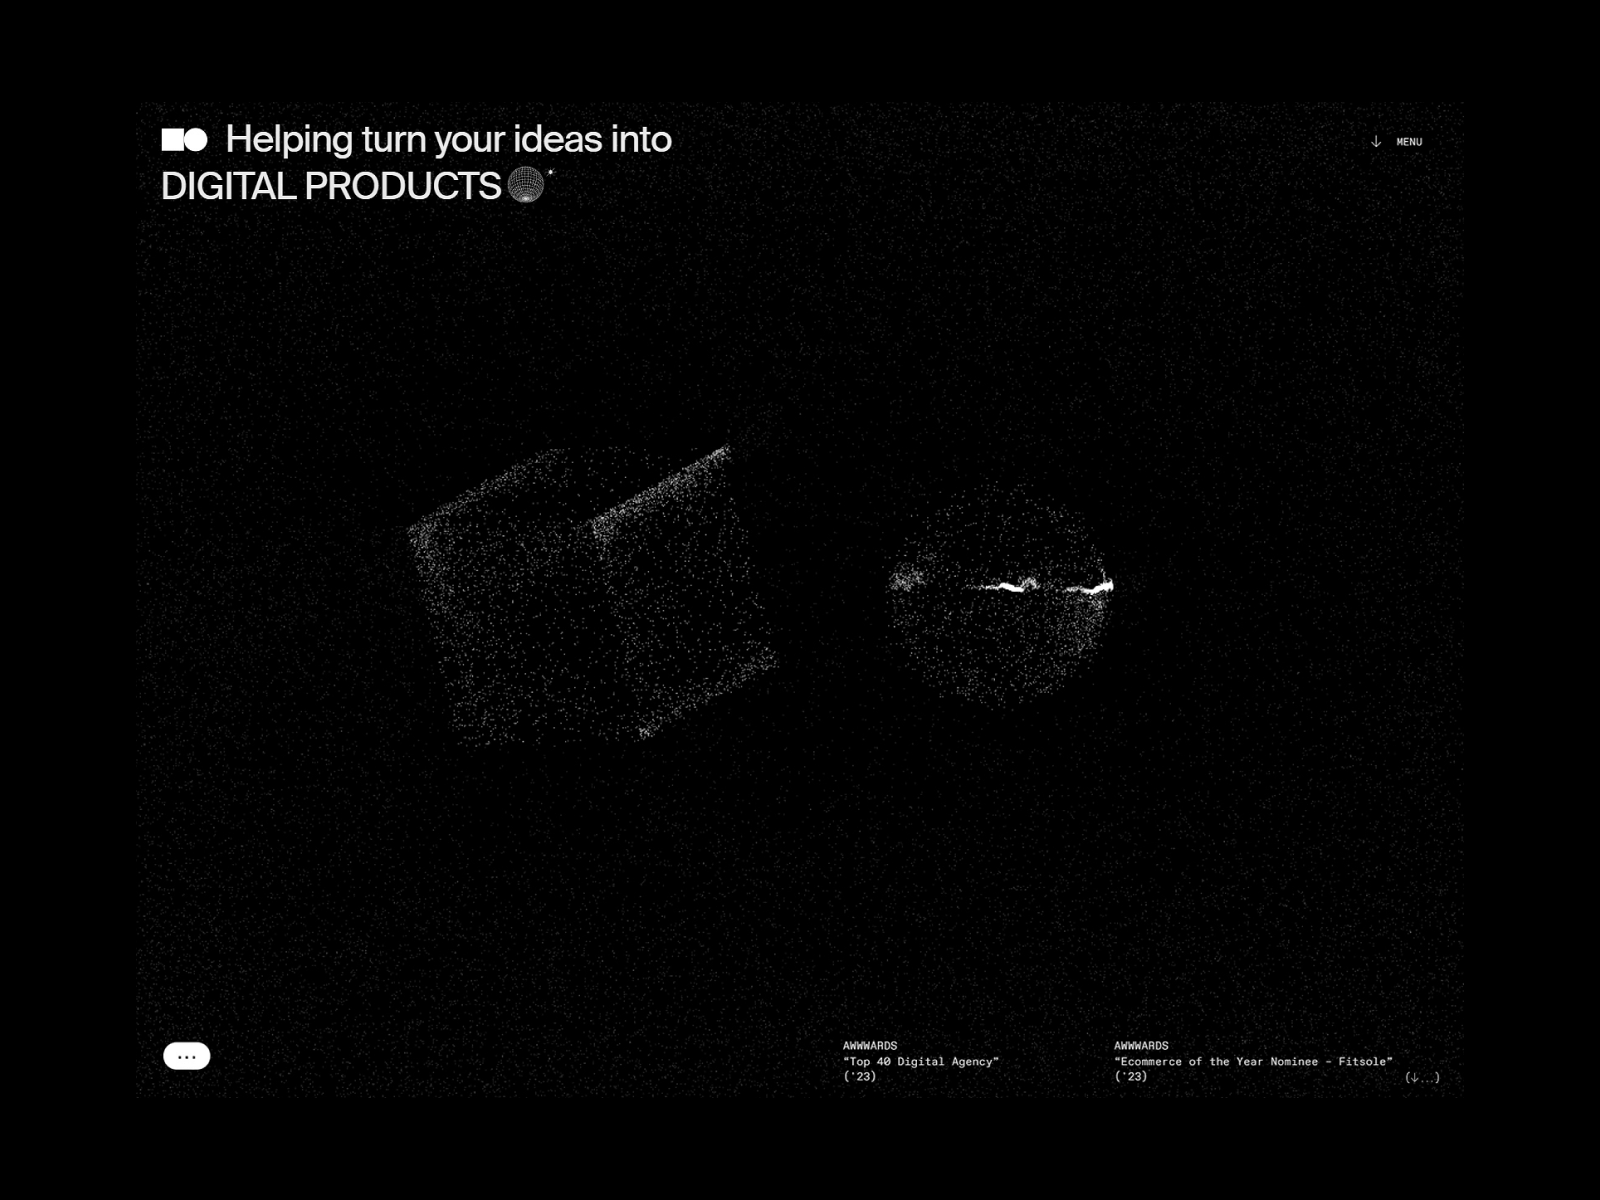 Helping turn your ideas into
DIGITAL PRODUCTS
↓ MENU
...
AWWWARDS
“Top 40 Digital Agency”
('23)
AWWWARDS
“Ecommerce of the Year Nominee – Fitsole”
('23)
(↓...)